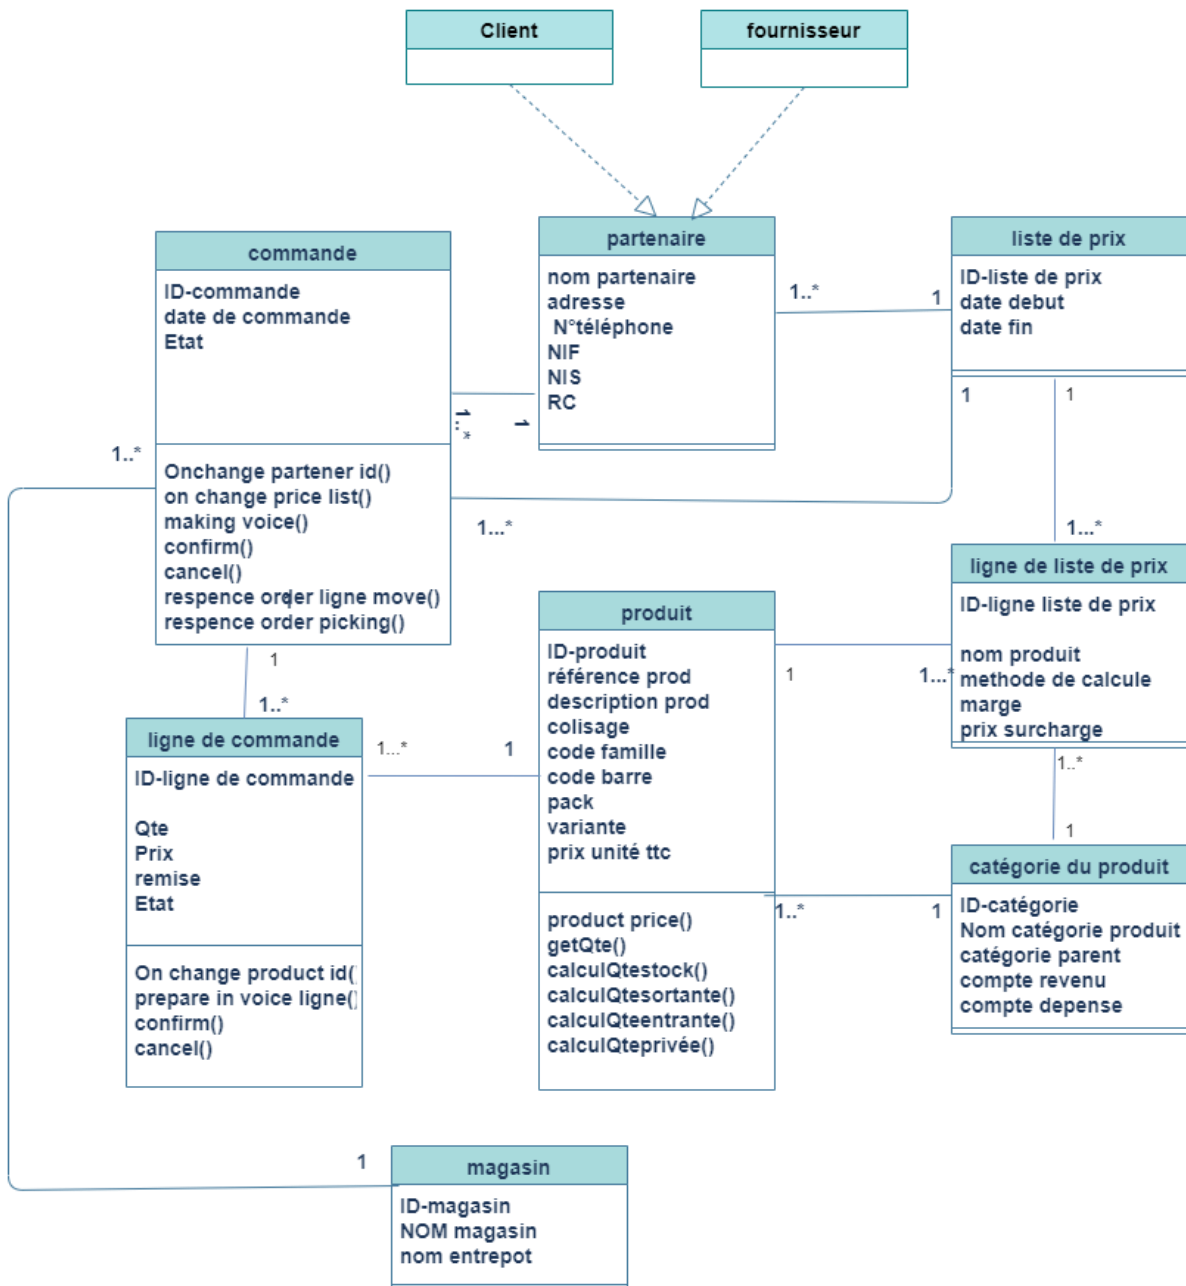 Client
fournisseur
commande
ID-commande
date de commande
Etat
Onchange partener id()
on change price list()
making voice()
confirm()
cancel()
respence order ligne move()
respence order picking()
partenaire
nom partenaire
adresse
N°téléphone
NIF
NIS
RC
liste de prix
ID-liste de prix
date debut
date fin
1..*
1
1..*
1
1..*
1
1...*
1
1...*
ligne de liste de prix
ID-ligne liste de prix
nom produit
methode de calcule
marge
prix surcharge
produit
ID-produit
référence prod
description prod
colisage
code famille
code barre
pack
variante
prix unité ttc
product price()
getQte()
calculQtestock()
calculQtesortante()
calculQteentrante()
calculQteprivée()
1
1...*
1
1..*
ligne de commande
ID-ligne de commande
Qte
Prix
remise
Etat
On change product id(
prepare in voice ligne()
confirm()
cancel()
1...*
1
1..*
1
catégorie du produit
ID-catégorie
Nom catégorie produit
catégorie parent
compte revenu
compte depense
1..*
1
1
magasin
ID-magasin
NOM magasin
nom entrepot